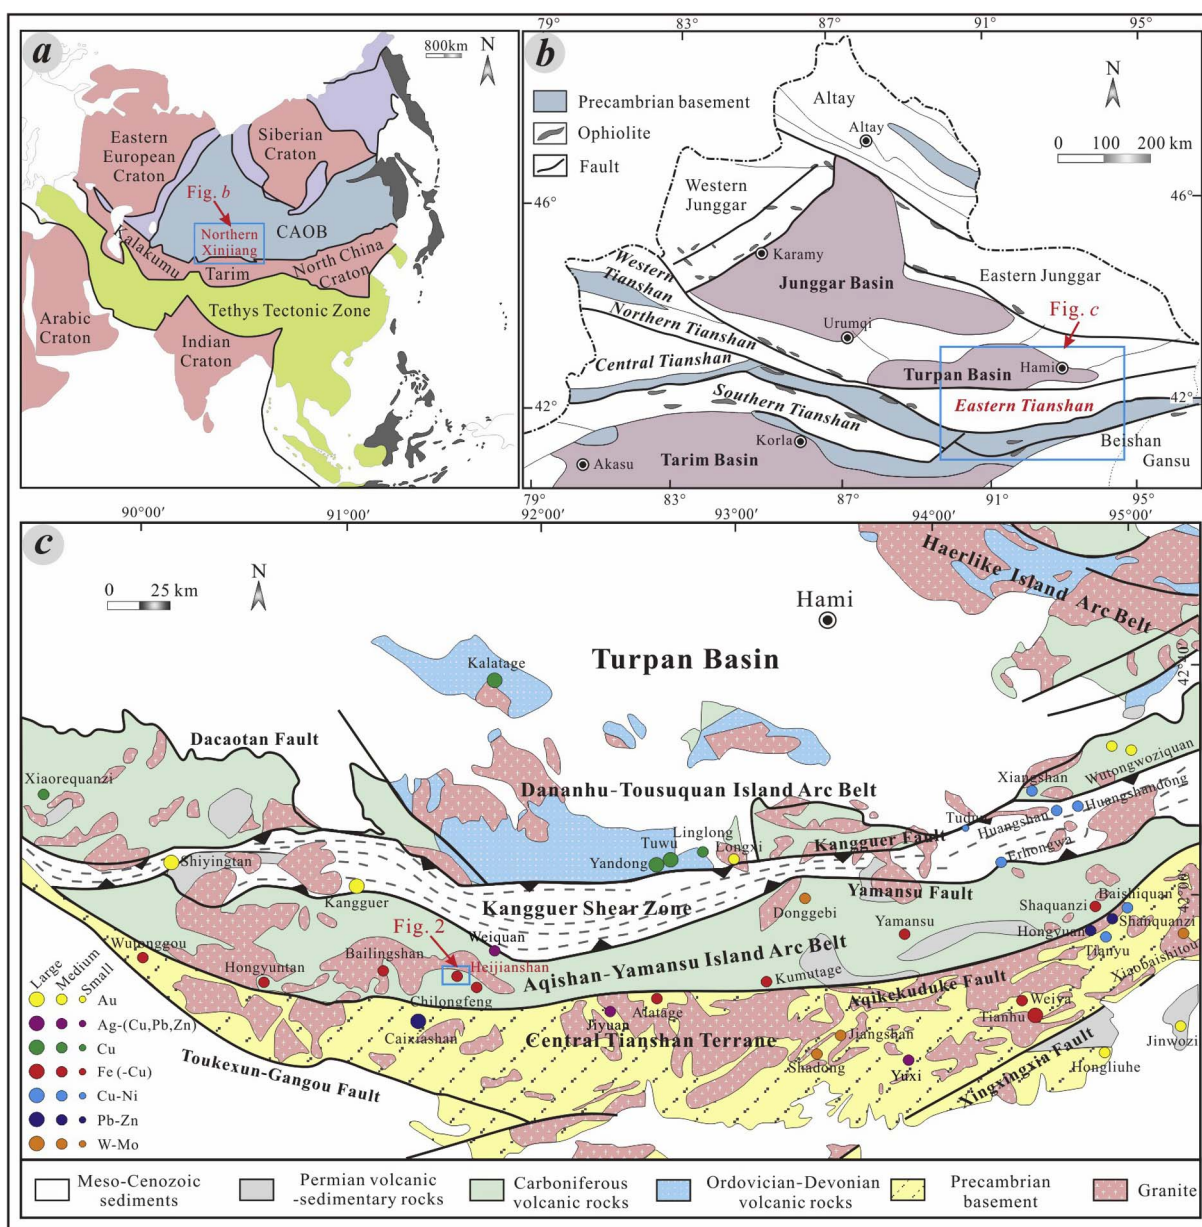 a
800km
N
Eastern
European
Craton
Siberian
Craton
Fig. b
Northern
Xinjiang
CAOB
Kalakumu
Tarim
North China
Craton
Tethys Tectonic Zone
Arabic
Craton
Indian
Craton
79°
83°
87°
91°
95°
b
Precambrian basement
Ophiolite
Fault
Altay
Altay
N
0 100 200 km
46°
46°
Western
Junggar
Karamy
Junggar Basin
Eastern Junggar
Western
Tianshan
Northern Tianshan
Urumqi
Fig. c
Central Tianshan
Turpan Basin
Hami
42°
42°
Southern Tianshan
Eastern Tianshan
Korla
Beishan
Gansu
Akasu
Tarim Basin
79°
83°
87°
91°
95°
90°00′
91°00′
92°00′
93°00′
94°00′
95°00′
c
N
0 25 km
Haerlike Island Arc Belt
Hami
Turpan Basin
42°40′
Kalatage
Dacaotan Fault
Xiaorequanzi
Dananhu-Tousuquan Island Arc Belt
Xiangshan
Wutongwoziquan
Huangshandong
Huangshan
Linglong
Tuwu
Longxi
Yandong
Kangguer Fault
Erhongwa
Shiyingtan
Kangguer
Kangguer Shear Zone
Yamansu Fault
42°00′
Baishiquan
Shaquanzi
Donggebi
Yamansu
Hongyuan
Shanquanzi
Tianyu
Xiaobaishitou
Weiquan
Fig. 2
Wutonggou
Bailingshan
Heijianshan
Hongyuntan
Aqishan-Yamansu Island Arc Belt
Kumutage
Aqikekuduke Fault
Chilongfeng
Weiya
Alatage
Jiyuan
Tianhu
Caixiashan
Central Tianshan Terrane
Jiangshan
Jinwozi
Toukexun-Gangou Fault
Shadong
Yuxi
Xingxingxia Fault
Hongliuhe
Large
Medium
Small
Au
Ag-(Cu,Pb,Zn)
Cu
Fe (-Cu)
Cu-Ni
Pb-Zn
W-Mo
Meso-Cenozoic
sediments
Permian volcanic
-sedimentary rocks
Carboniferous
volcanic rocks
Ordovician-Devonian
volcanic rocks
Precambrian
basement
Granite